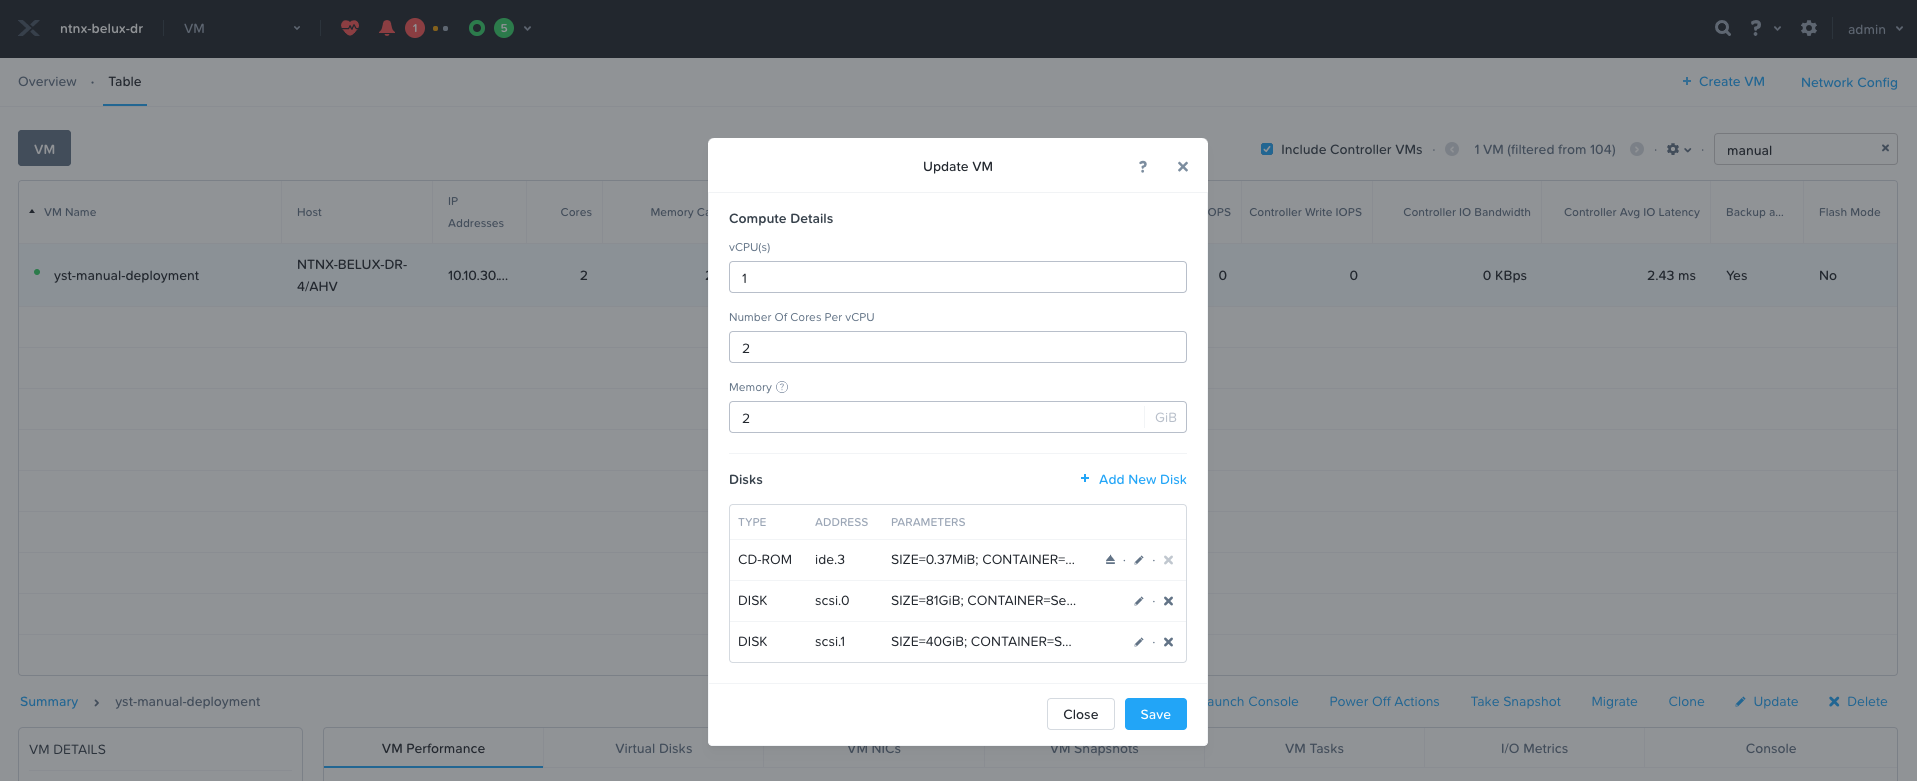 ntnx-belux-dr VM 1 5 ? admin
Overview · Table + Create VM Network Config
VM Include Controller VMs · 1 VM (filtered from 104) · · manual
VM Name Host IP Addresses Cores Memory OPS Controller Write IOPS Controller IO Bandwidth Controller Avg IO Latency Backup a... Flash Mode
yst-manual-deployment NTNX-BELUX-DR-4/AHV 10.10.30.... 2 0 0 0 KBps 2.43 ms Yes No
Update VM ?
Compute Details
vCPU(s)
1
Number Of Cores Per vCPU
2
Memory ?
2 GiB
Disks + Add New Disk
TYPE ADDRESS PARAMETERS
CD-ROM ide.3 SIZE=0.37MiB; CONTAINER=... · ·
DISK scsi.0 SIZE=81GiB; CONTAINER=Se... ·
DISK scsi.1 SIZE=40GiB; CONTAINER=S... ·
Close Save
Summary › yst-manual-deployment aunch Console Power Off Actions Take Snapshot Migrate Clone Update Delete
VM DETAILS VM Performance Virtual Disks VM NICs VM Snapshots VM Tasks I/O Metrics Console